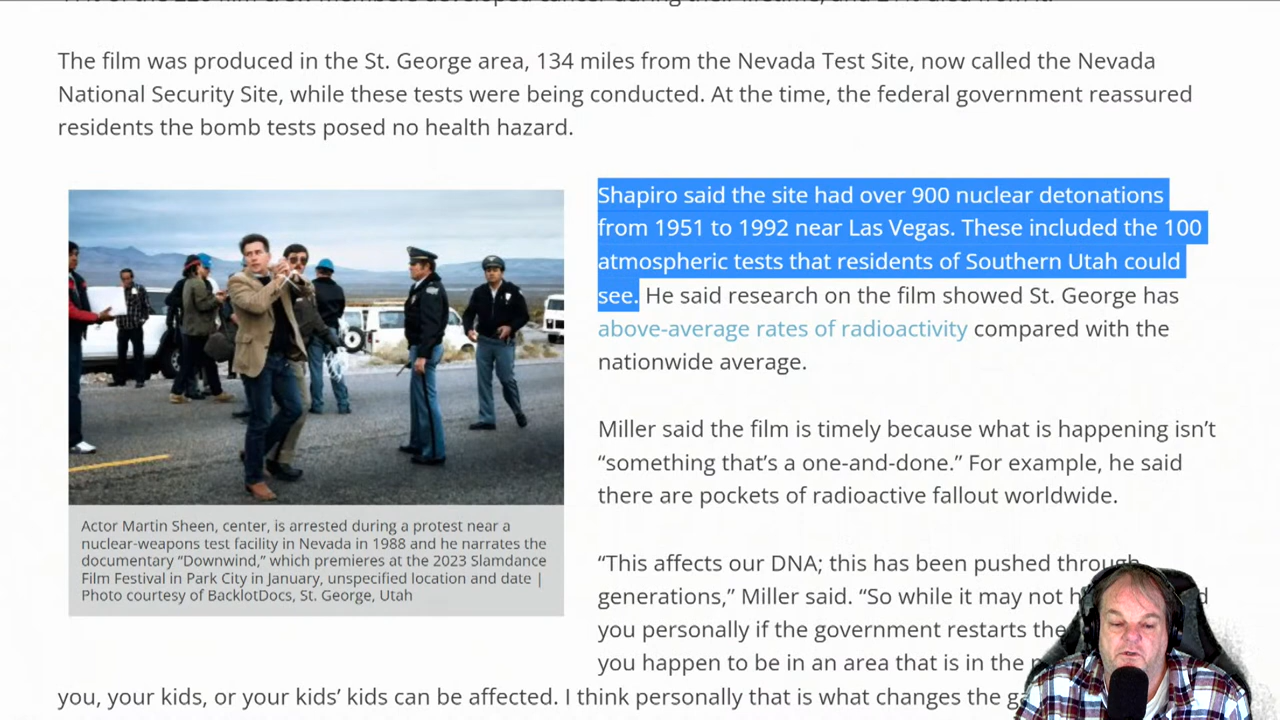 The film was produced in the St. George area, 134 miles from the Nevada Test Site, now called the Nevada
National Security Site, while these tests were being conducted. At the time, the federal government reassured
residents the bomb tests posed no health hazard.
Shapiro said the site had over 900 nuclear detonations
from 1951 to 1992 near Las Vegas. These included the 100
atmospheric tests that residents of Southern Utah could
see. He said research on the film showed St. George has
above-average rates of radioactivity compared with the
nationwide average.
Miller said the film is timely because what is happening isn’t
“something that’s a one-and-done.” For example, he said
there are pockets of radioactive fallout worldwide.
“This affects our DNA; this has been pushed through
generations,” Miller said. “So while it may not
you personally if the government restarts
you happen to be in an area that is in the
you, your kids, or your kids’ kids can be affected. I think personally that is what changes the
Actor Martin Sheen, center, is arrested during a protest near a
nuclear-weapons test facility in Nevada in 1988 and he narrates the
documentary “Downwind,” which premieres at the 2023 Slamdance
Film Festival in Park City in January, unspecified location and date |
Photo courtesy of BacklotDocs, St. George, Utah